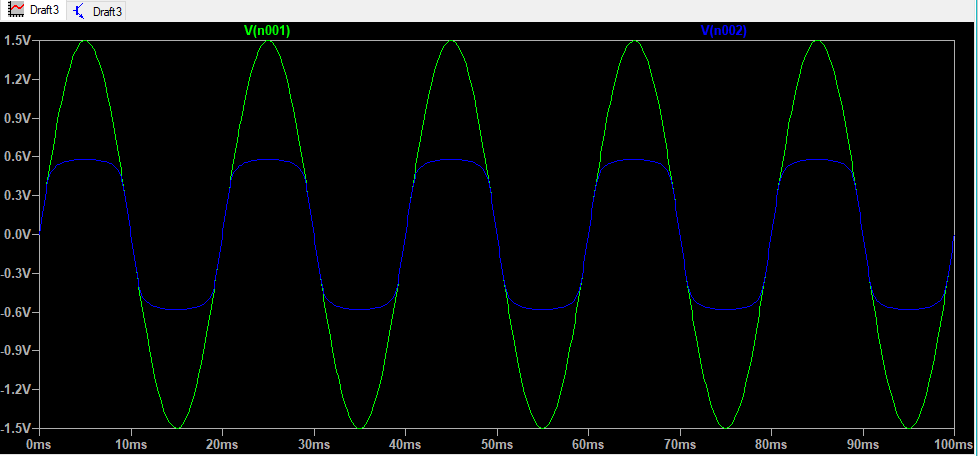 Draft3 Draft3
V(n001) V(n002)
1.5V
1.2V
0.9V
0.6V
0.3V
0.0V
-0.3V
-0.6V
-0.9V
-1.2V
-1.5V
0ms 10ms 20ms 30ms 40ms 50ms 60ms 70ms 80ms 90ms 100ms